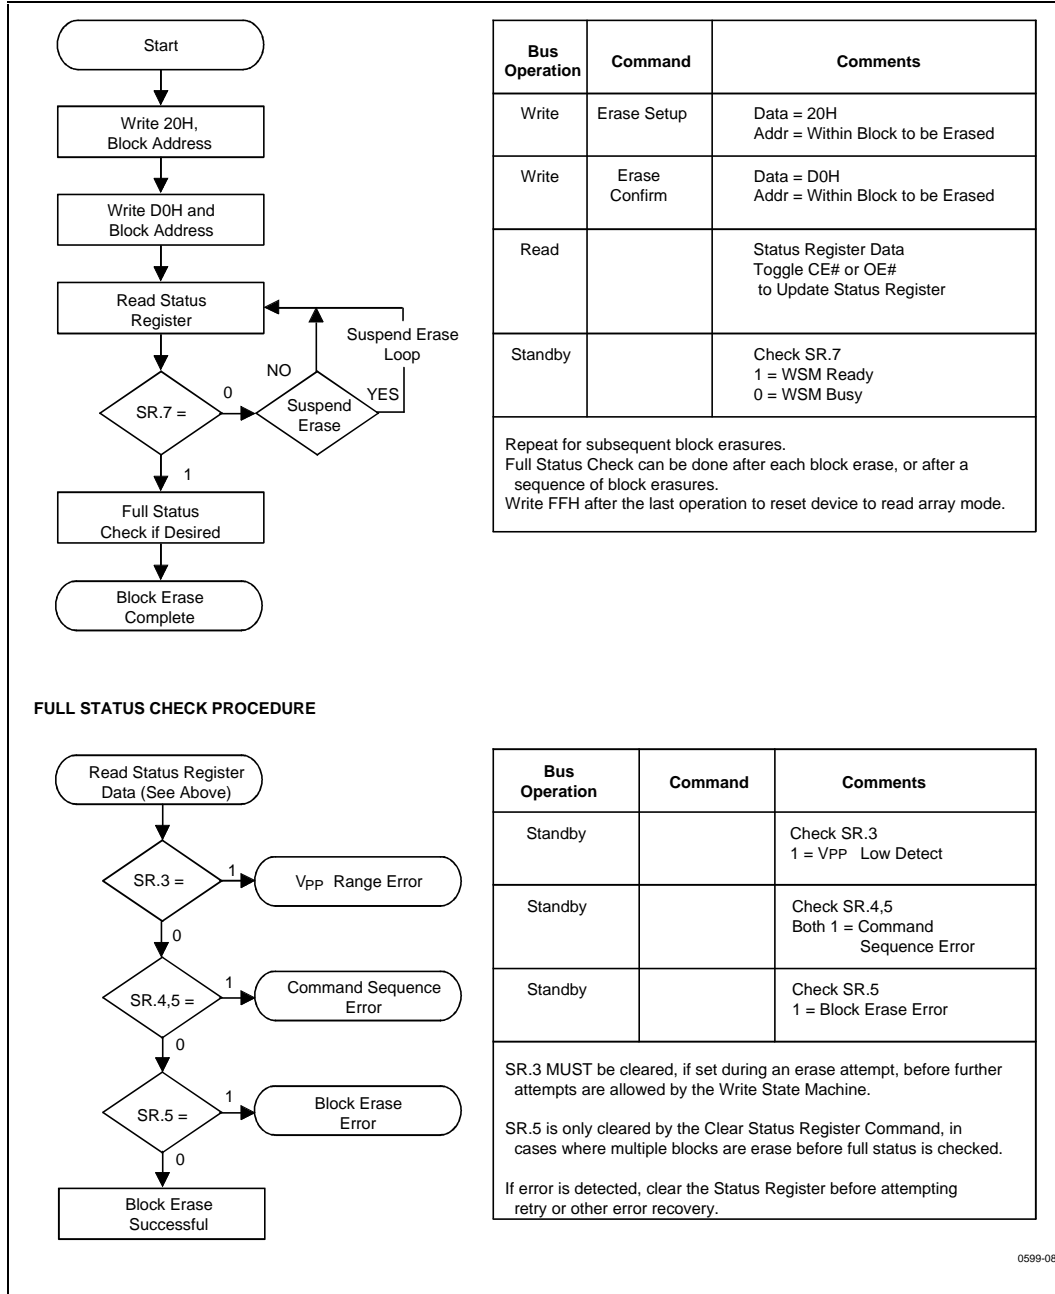 Start
Write 20H,
Block Address
Write D0H and
Block Address
Read Status
Register
Suspend Erase
Loop
NO
YES
SR.7 =
0
Suspend
Erase
1
Full Status
Check if Desired
Block Erase
Complete
Bus
Operation
Command
Comments
Write
Erase Setup
Data = 20H
Addr = Within Block to be Erased
Write
Erase
Confirm
Data = D0H
Addr = Within Block to be Erased
Read
Status Register Data
Toggle CE# or OE#
to Update Status Register
Standby
Check SR.7
1 = WSM Ready
0 = WSM Busy
Repeat for subsequent block erasures.
Full Status Check can be done after each block erase, or after a
sequence of block erasures.
Write FFH after the last operation to reset device to read array mode.
FULL STATUS CHECK PROCEDURE
Read Status Register
Data (See Above)
SR.3 =
1
VPP Range Error
0
SR.4,5 =
1
Command Sequence
Error
0
SR.5 =
1
Block Erase
Error
0
Block Erase
Successful
Bus
Operation
Command
Comments
Standby
Check SR.3
1 = VPP Low Detect
Standby
Check SR.4,5
Both 1 = Command
Sequence Error
Standby
Check SR.5
1 = Block Erase Error
SR.3 MUST be cleared, if set during an erase attempt, before further
attempts are allowed by the Write State Machine.
SR.5 is only cleared by the Clear Status Register Command, in
cases where multiple blocks are erase before full status is checked.
If error is detected, clear the Status Register before attempting
retry or other error recovery.
0599-08